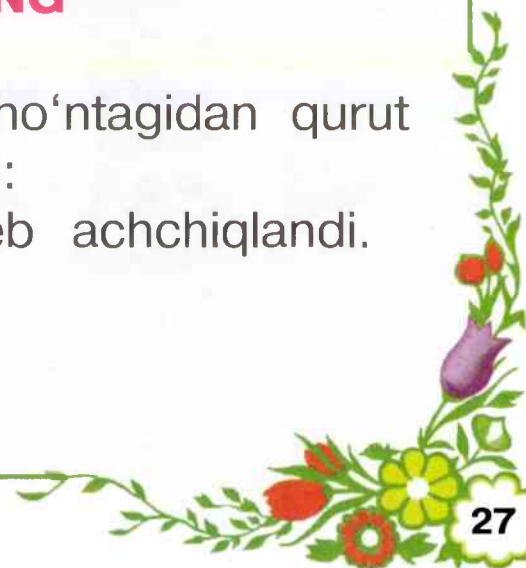 no‘ntagidan qurut
:
eb achchiqlandi.
27